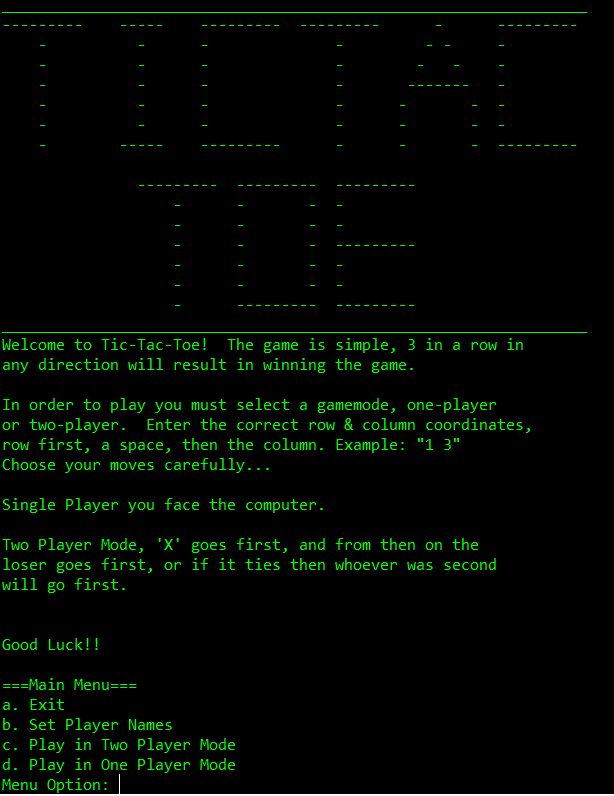 TIC TAC
TOE
Welcome to Tic-Tac-Toe!  The game is simple, 3 in a row in
any direction will result in winning the game.
In order to play you must select a gamemode, one-player
or two-player.  Enter the correct row & column coordinates,
row first, a space, then the column. Example: "1 3"
Choose your moves carefully...
Single Player you face the computer.
Two Player Mode, 'X' goes first, and from then on the
loser goes first, or if it ties then whoever was second
will go first.
Good Luck!!
===Main Menu===
a. Exit
b. Set Player Names
c. Play in Two Player Mode
d. Play in One Player Mode
Menu Option: